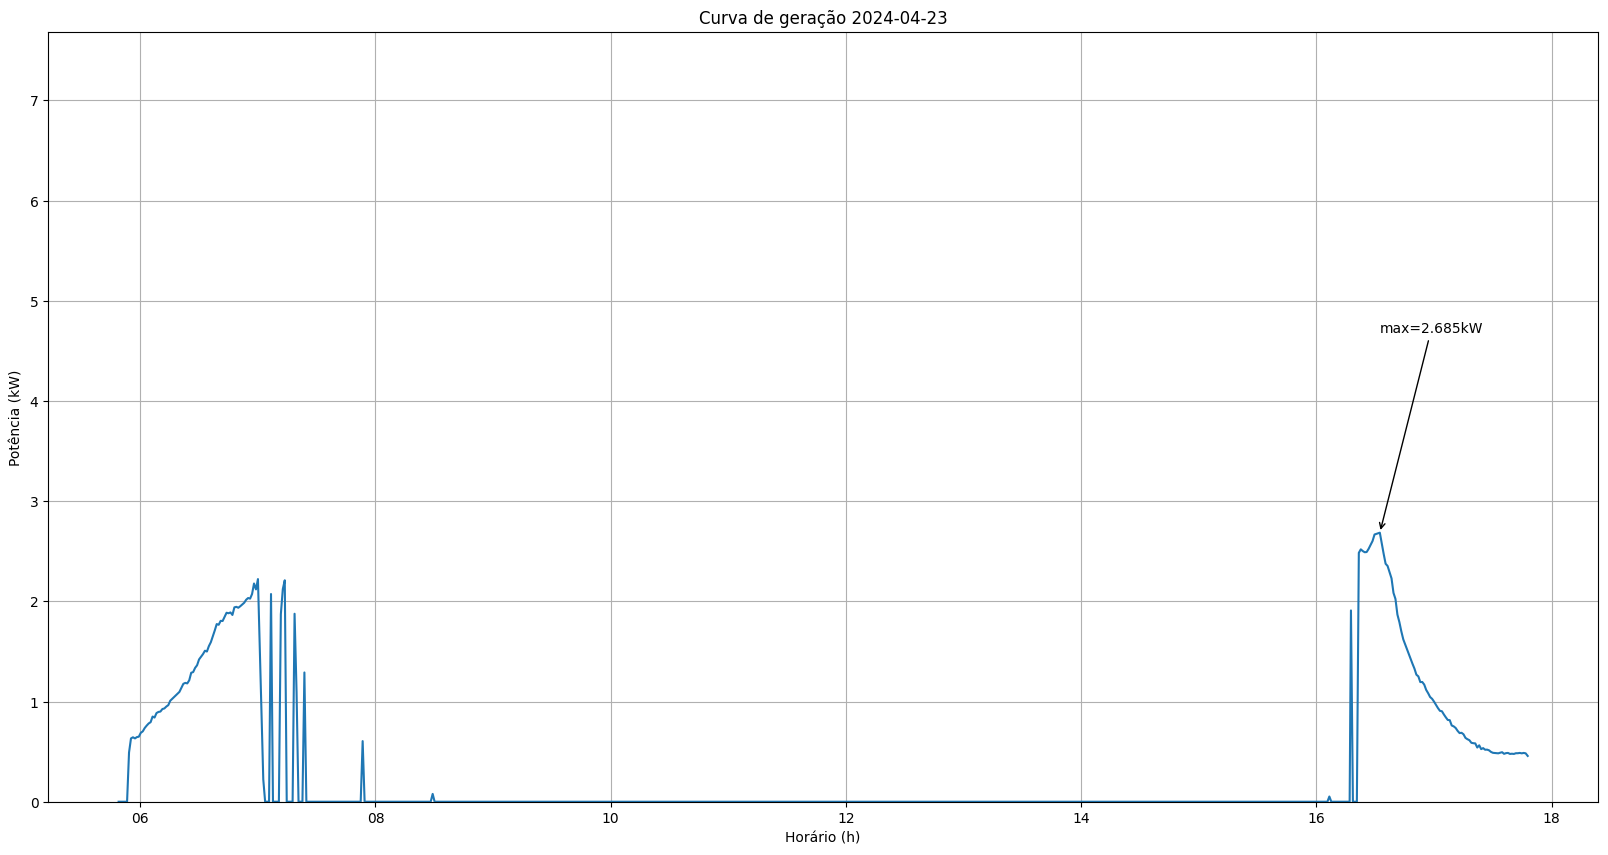 Curva de geração 2024-04-23
7
6
5
4
3
2
1
0
Potência (kW)
max=2.685kW
06 08 10 12 14 16 18
Horário (h)